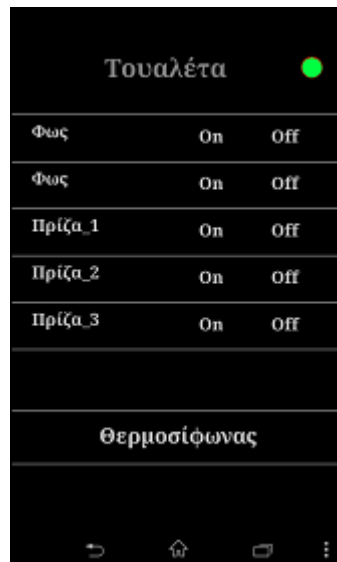 Τουαλέτα
Φως On Off
Φως On Off
Πρίζα_1 On Off
Πρίζα_2 On Off
Πρίζα_3 On Off
Θερμοσίφωνας